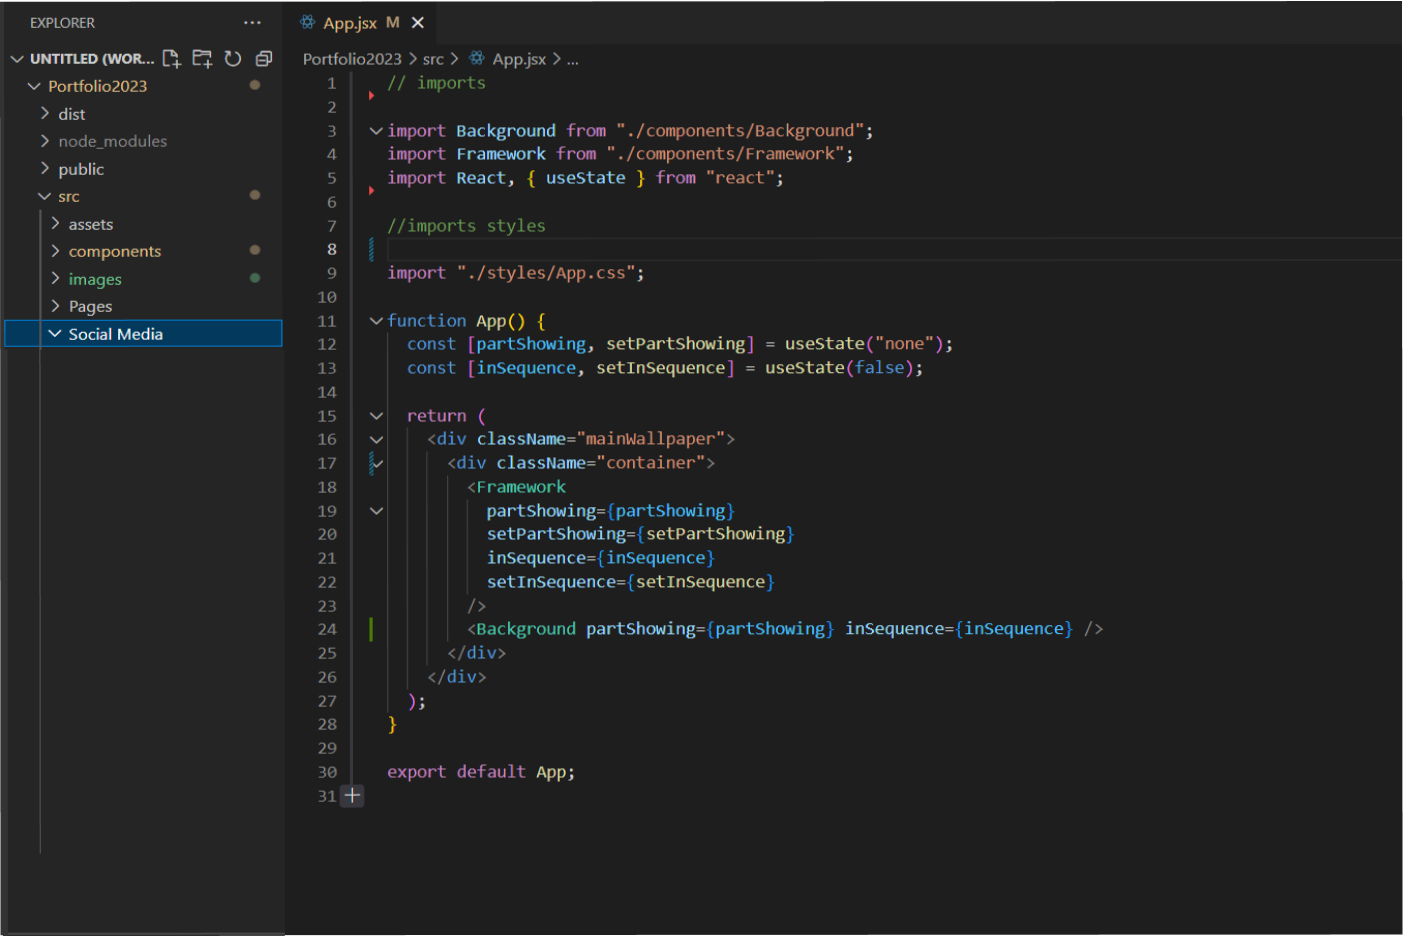 EXPLORER ...
App.jsx M
UNTITLED (WOR...
Portfolio2023 > src > App.jsx > ...
Portfolio2023
dist
node_modules
public
src
assets
components
images
Pages
Social Media
1 // imports
2
3 import Background from "./components/Background";
4 import Framework from "./components/Framework";
5 import React, { useState } from "react";
6
7 //imports styles
8
9 import "./styles/App.css";
10
11 function App() {
12 const [partShowing, setPartShowing] = useState("none");
13 const [inSequence, setInSequence] = useState(false);
14
15 return (
16 <div className="mainWallpaper">
17 <div className="container">
18 <Framework
19 partShowing={partShowing}
20 setPartShowing={setPartShowing}
21 inSequence={inSequence}
22 setInSequence={setInSequence}
23 />
24 <Background partShowing={partShowing} inSequence={inSequence} />
25 </div>
26 </div>
27 );
28 }
29
30 export default App;
31